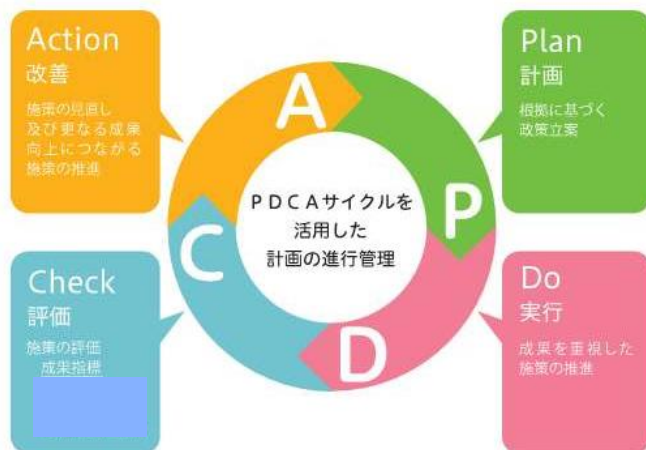 Action
改善
施策の見直し
及び更なる成果
向上につながる
施策の推進
Plan
計画
根拠に基づく
政策立案
A
P
D
C
PDCAサイクルを
活用した
計画の進行管理
Check
評価
施策の評価
成果指標
Do
実行
成果を重視した
施策の推進